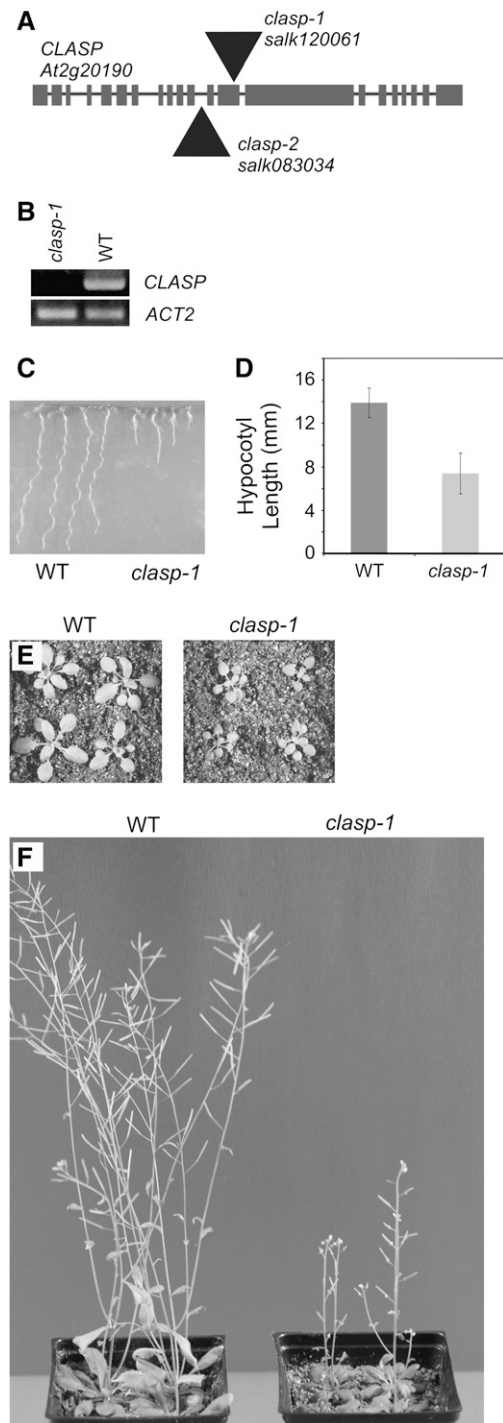 A
CLASP
At2g20190
clasp-1
salk120061
clasp-2
salk083034
B
clasp-1
WT
CLASP
ACT2
C
WT
clasp-1
D
Hypocotyl
Length (mm)
16
12
8
4
0
WT
clasp-1
WT
clasp-1
E
WT
clasp-1
F